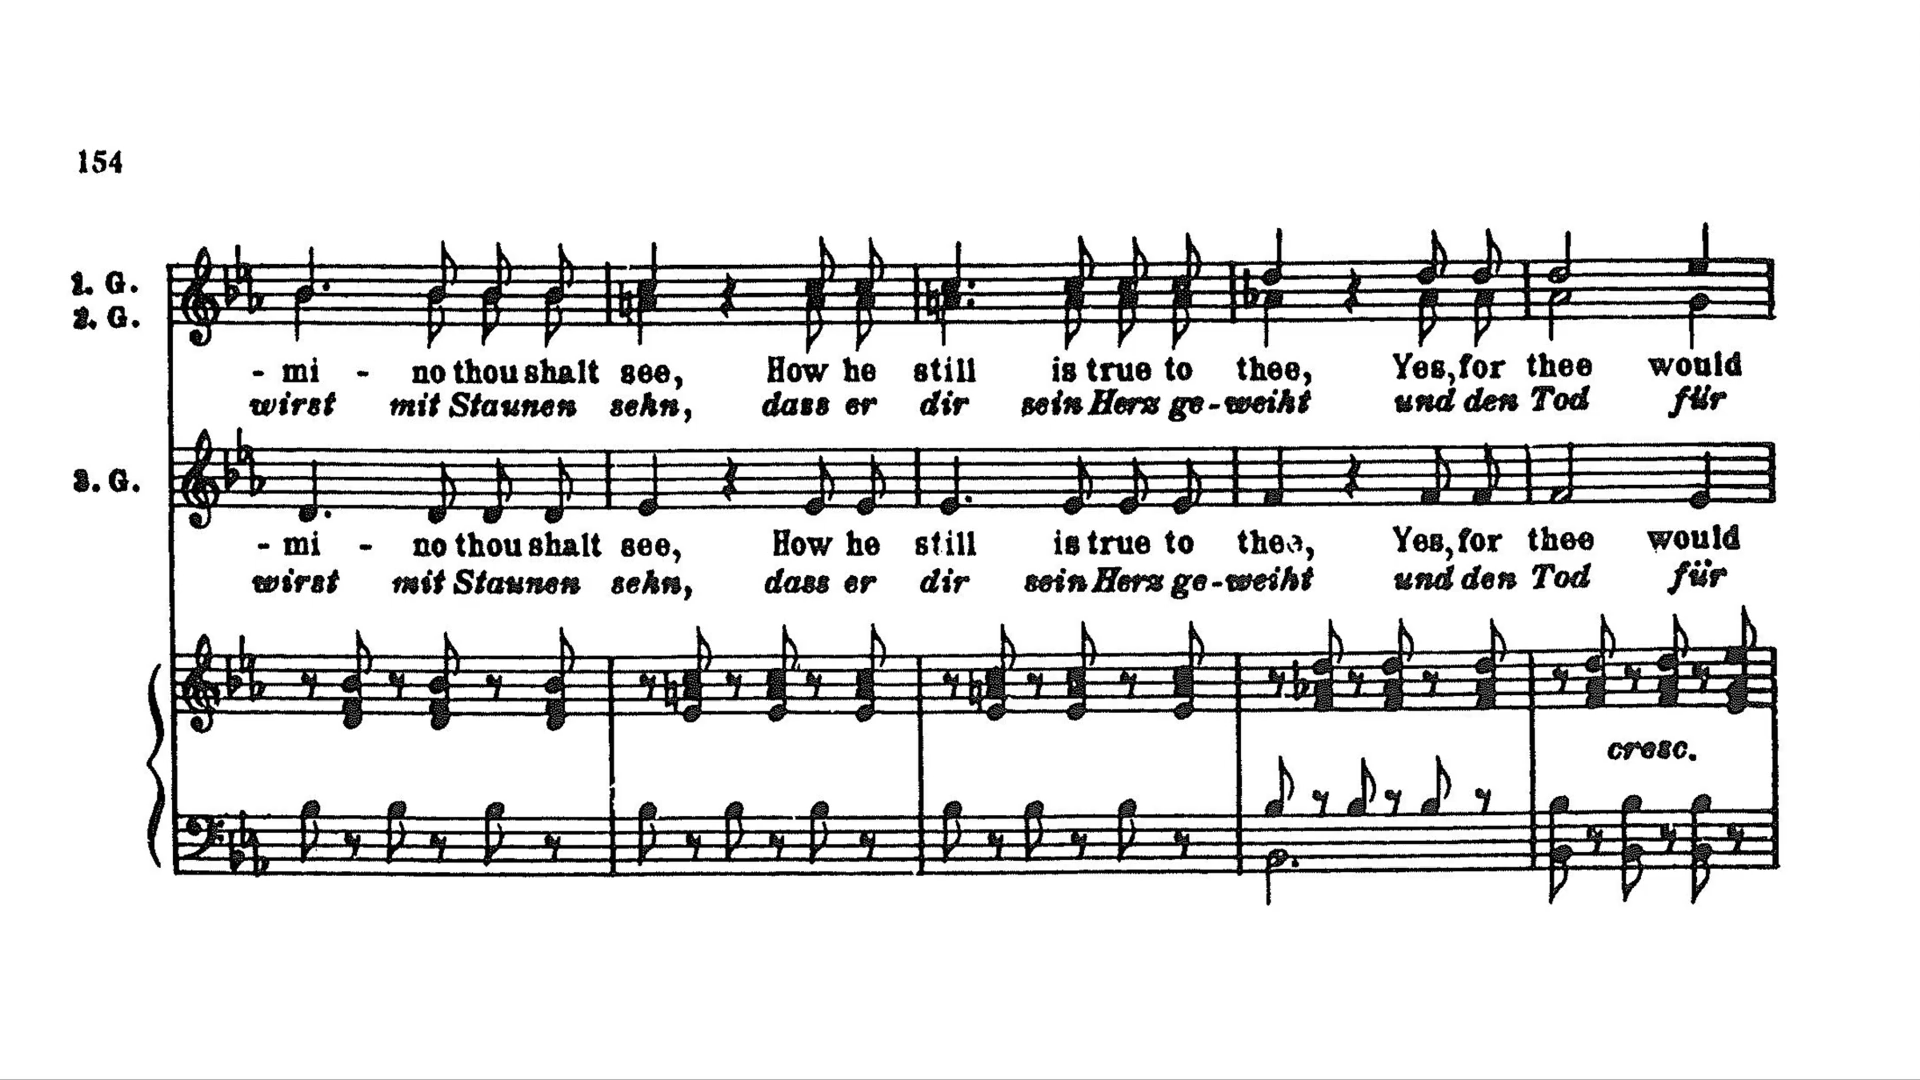 154
1. G.
2. G.
- mi - no thou shalt see, How he still is true to thee, Yes, for thee would
wirst mit Staunen sehn, dass er dir sein Herz ge-weiht und den Tod für
3. G.
- mi - no thou shalt see, How he still is true to thee, Yes, for thee would
wirst mit Staunen sehn, dass er dir sein Herz ge-weiht und den Tod für
cresc.